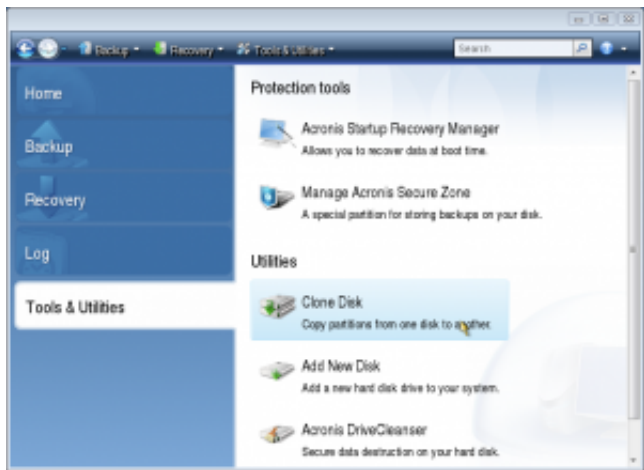 Backup
Recovery
Tools & Utilities
Search
Home
Backup
Recovery
Log
Tools & Utilities
Protection tools
Acronis Startup Recovery Manager
Allows you to recover data at boot time.
Manage Acronis Secure Zone
A special partition for storing backups on your disk.
Utilities
Clone Disk
Copy partitions from one disk to another.
Add New Disk
Add a new hard disk drive to your system.
Acronis DriveCleanser
Secure data destruction on your hard disk.